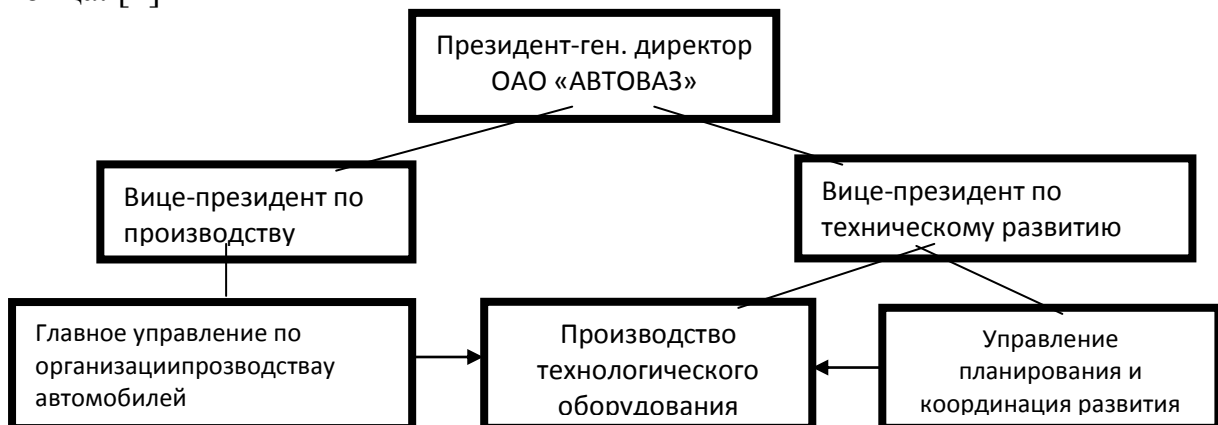 Президент-ген. директор
ОАО «АВТОВАЗ»
Вице-президент по
производству
Вице-президент по
техническому развитию
Главное управление по
организациипрозводствау
автомобилей
Производство
технологического
оборудования
Управление
планирования и
координация развития